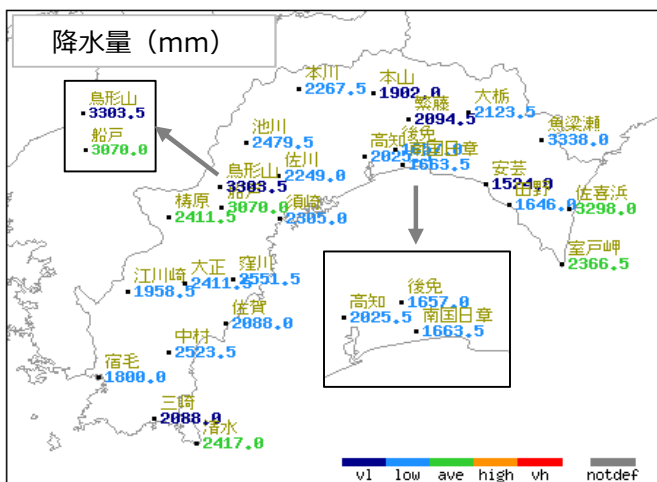 降水量（mm）
本川
2267.5
本山
1902.0
繁藤
2094.5
大栃
2123.5
魚梁瀬
3338.0
鳥形山
3303.5
船戸
3070.0
池川
2479.5
佐川
2249.0
高知
2025.5
後免
1657.0
南国日章
1663.5
安芸
田野
1646.0
佐喜浜
3298.0
室戸岬
2366.5
鳥形山
3303.5
船戸
3070.0
須崎
2305.0
梼原
2411.5
江川崎
1958.5
大正
2411.5
窪川
2551.5
佐賀
2088.0
中村
2523.5
宿毛
1800.0
三崎
2088.0
清水
2417.0
後免
1657.0
高知
2025.5
南国日章
1663.5
vl low ave high vh notdef